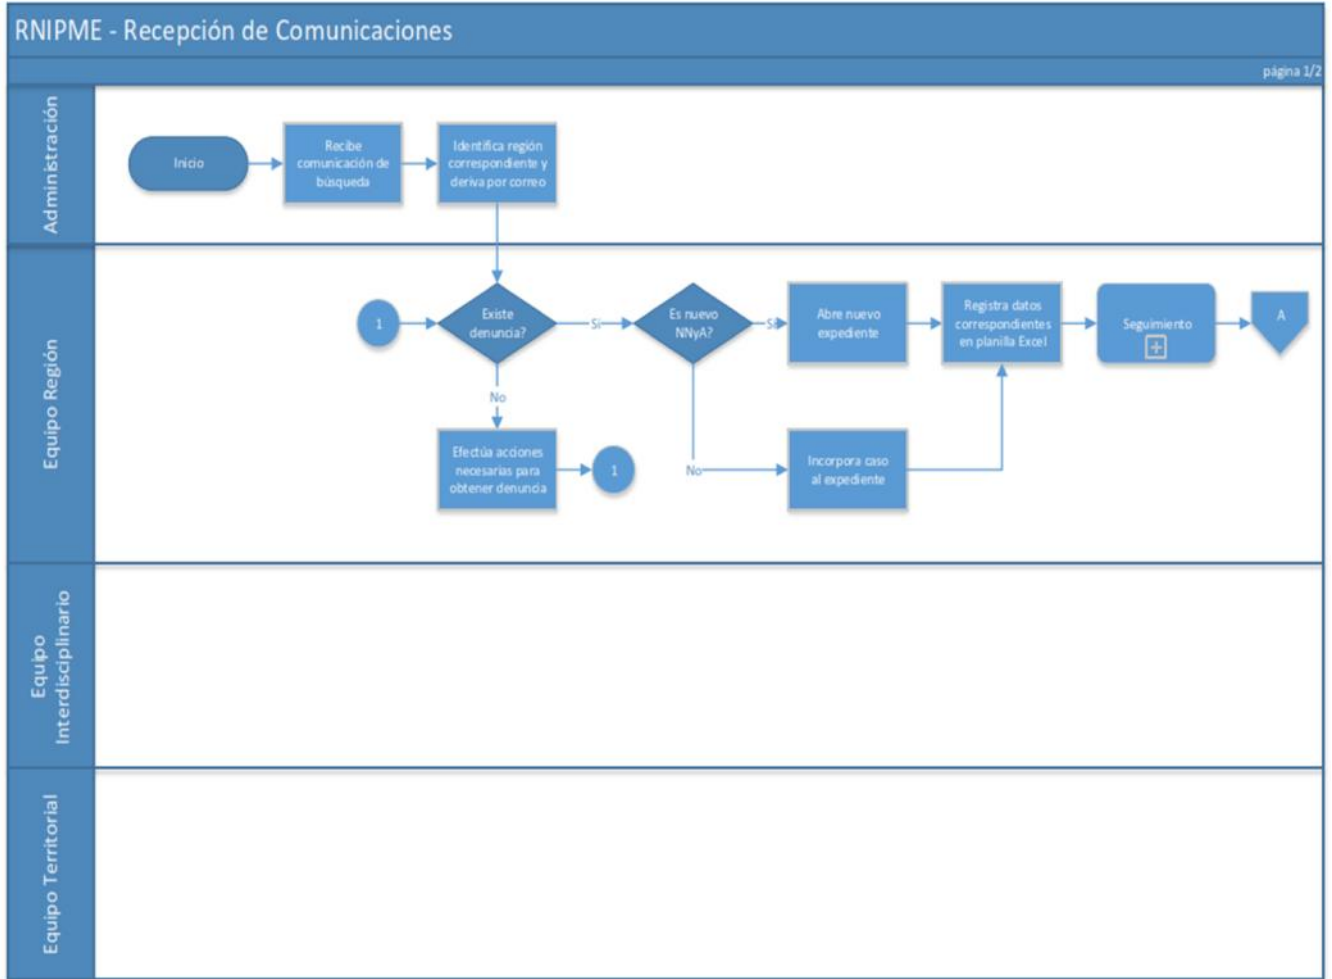 RNIPME - Recepción de Comunicaciones
página 1/2
Administración
Inicio
Recibe
comunicación de
búsqueda
Identifica región
correspondiente y
deriva por correo
Equipo Región
1
Existe
denuncia?
Sí
Es nuevo
NNyA?
Sí
Abre nuevo
expediente
Registra datos
correspondientes
en planilla Excel
Seguimiento
A
No
Efectúa acciones
necesarias para
obtener denuncia
1
No
Incorpora caso
al expediente
Equipo
Interdisciplinario
Equipo Territorial